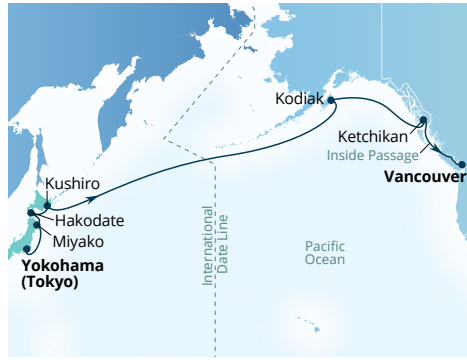 Kodiak
Ketchikan
Inside Passage
Vancouver
Kushiro
Hakodate
Miyako
Yokohama
(Tokyo)
International
Date Line
Pacific
Ocean